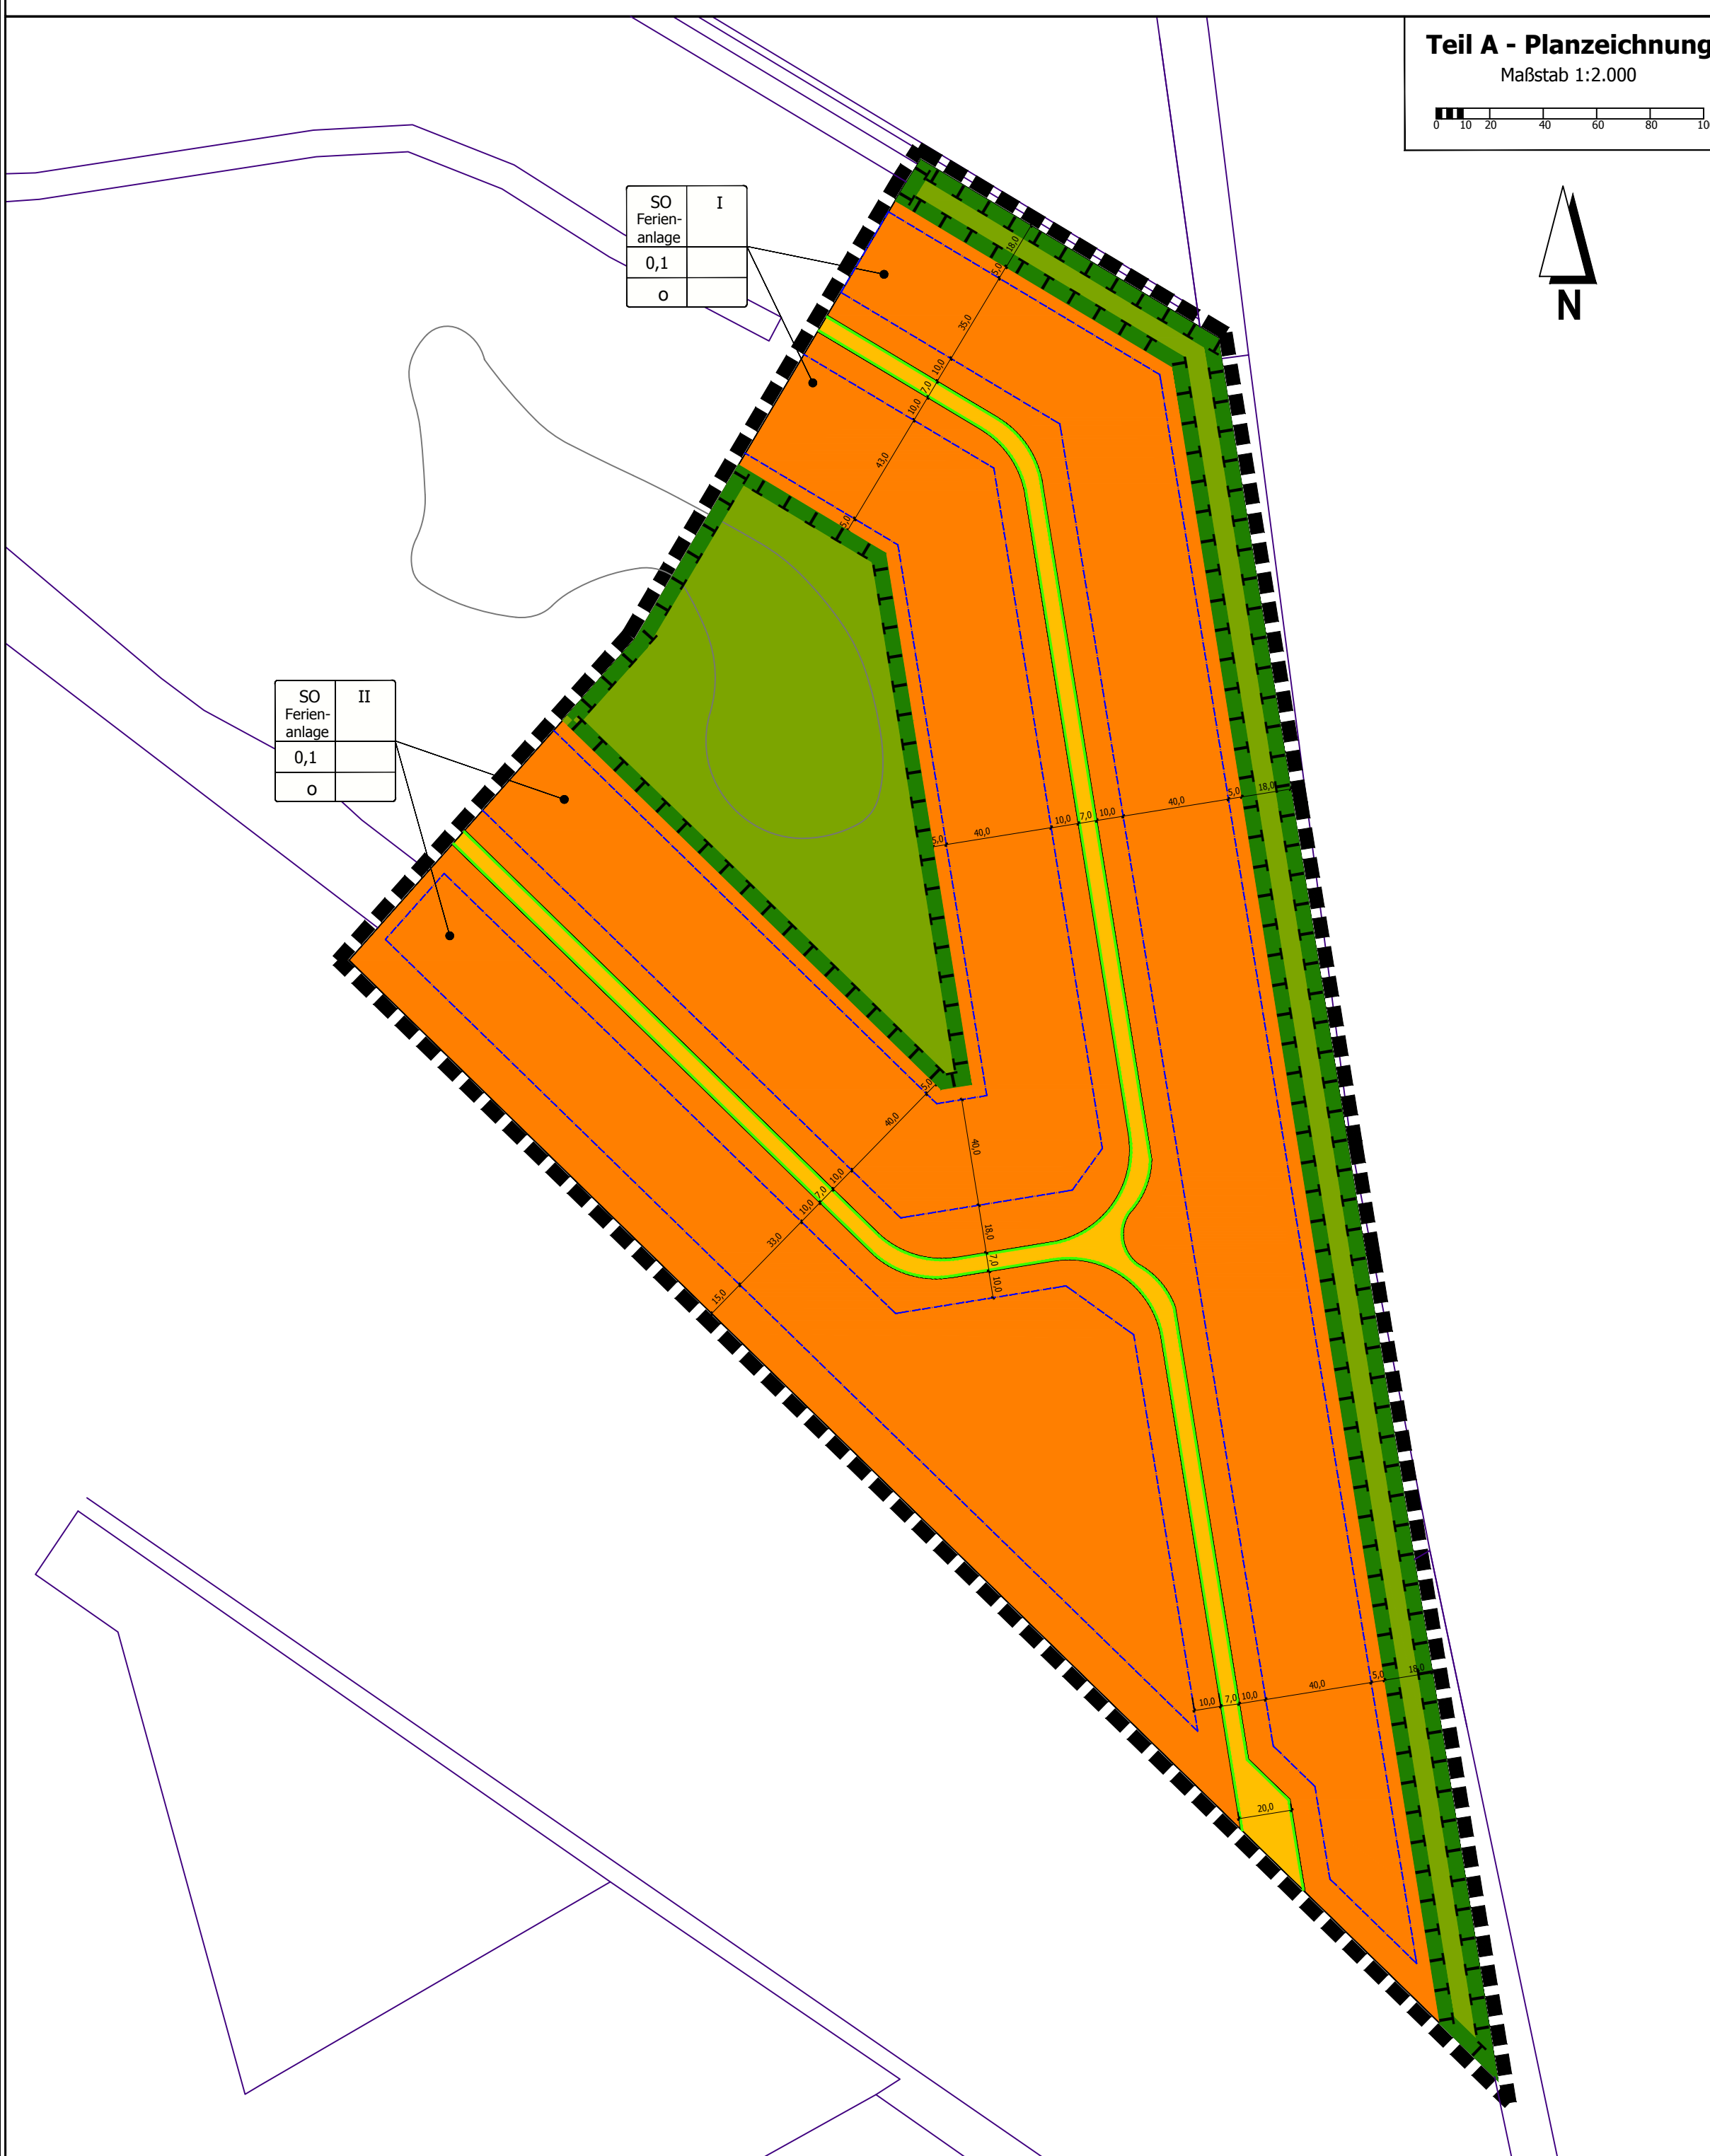 Teil A - Planzeichnung
Maßstab 1:2.000
0 10 20 40 60 80 10
N
SO I
Ferien-
anlage
0,1
o
18,0
5,0
35,0
10,0
7,0
10,0
43,0
5,0
SO II
Ferien-
anlage
0,1
o
5,0 40,0 10,0 7,0 10,0 40,0 5,0 18,0
5,0
40,0
10,0
7,0
10,0
33,0
15,0
40,0
18,0
7,0
10,0
10,0 7,0 10,0 40,0 5,0 18,0
20,0